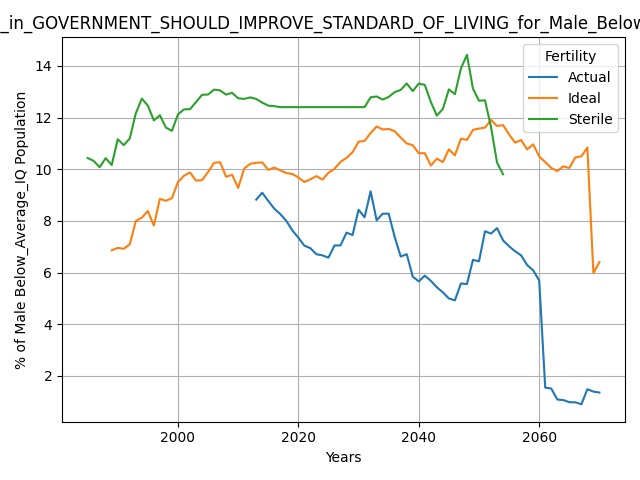 _in_GOVERNMENT_SHOULD_IMPROVE_STANDARD_OF_LIVING_for_Male_Below
Fertility
Actual
Ideal
Sterile
% of Male Below_Average_IQ Population
14
12
10
8
6
4
2
2000 2020 2040 2060
Years